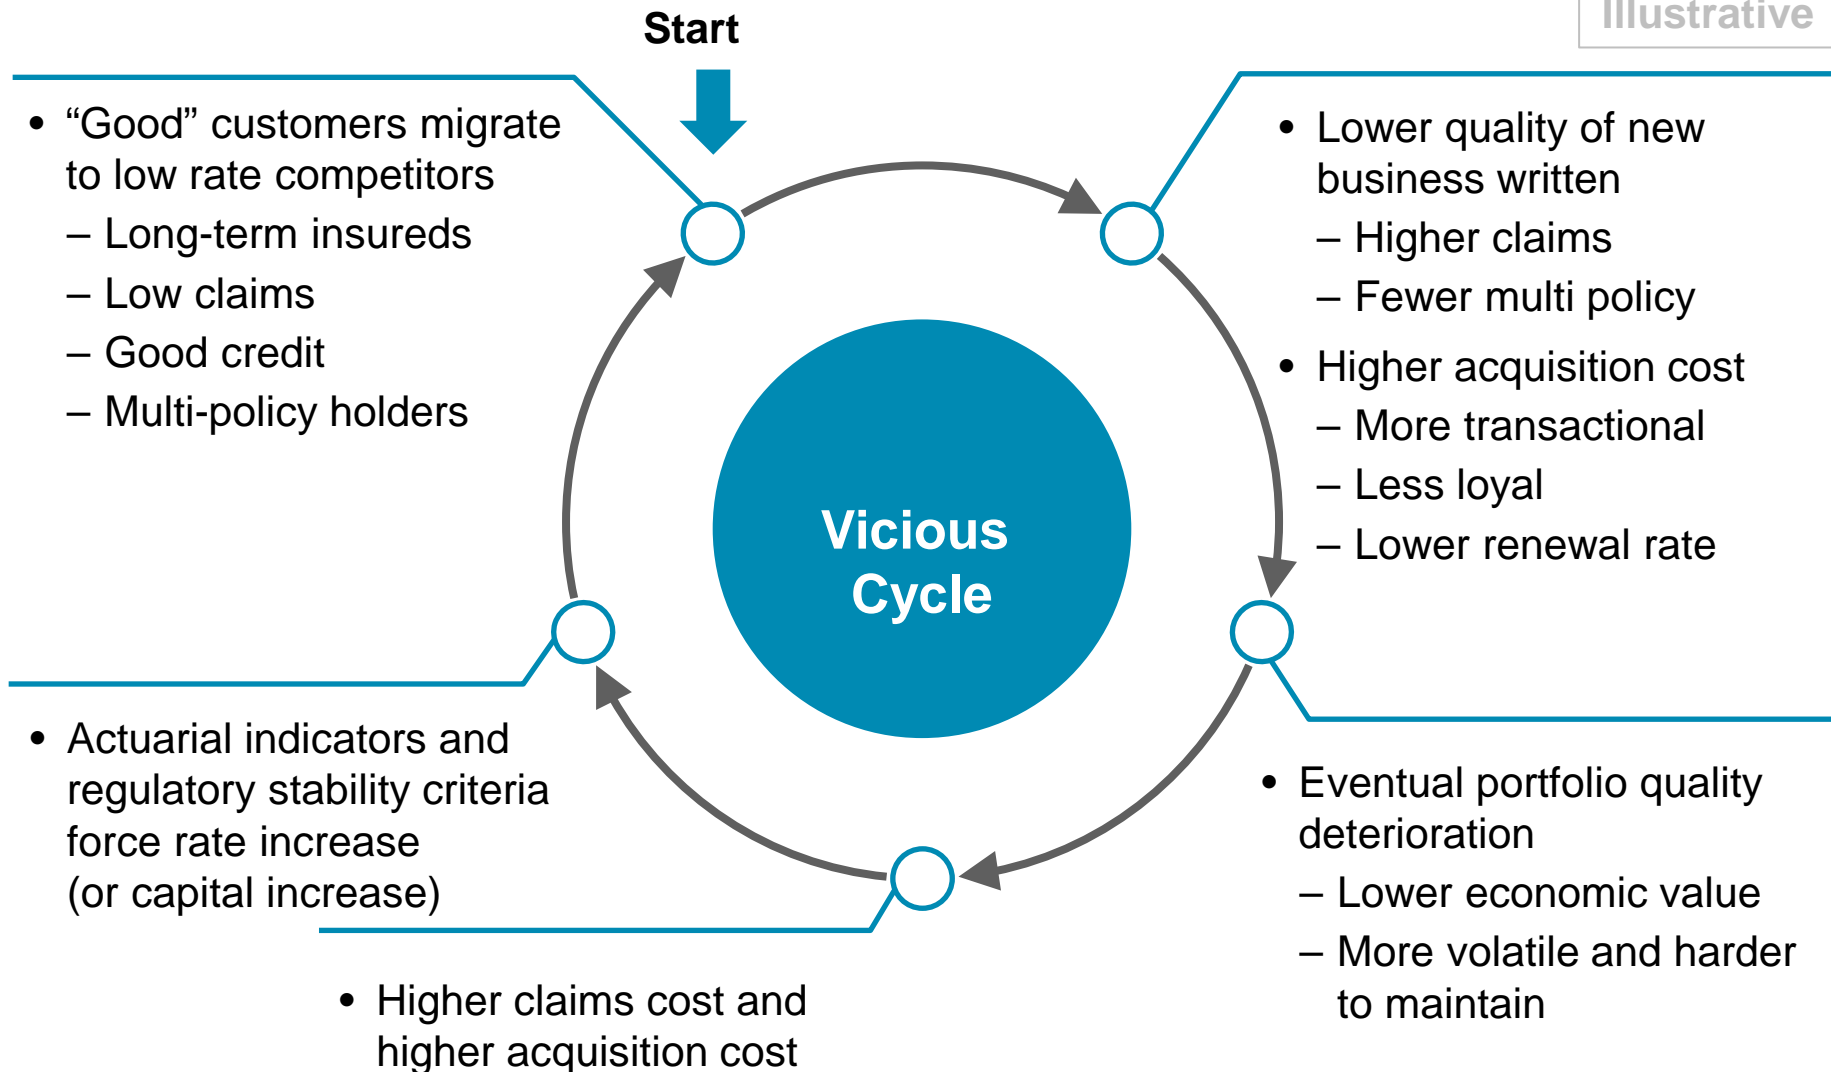 Illustrative
Start
• “Good” customers migrate
to low rate competitors
– Long-term insureds
– Low claims
– Good credit
– Multi-policy holders
• Lower quality of new
business written
– Higher claims
– Fewer multi policy
• Higher acquisition cost
– More transactional
– Less loyal
– Lower renewal rate
Vicious
Cycle
• Actuarial indicators and
regulatory stability criteria
force rate increase
(or capital increase)
• Eventual portfolio quality
deterioration
– Lower economic value
– More volatile and harder
to maintain
• Higher claims cost and
higher acquisition cost